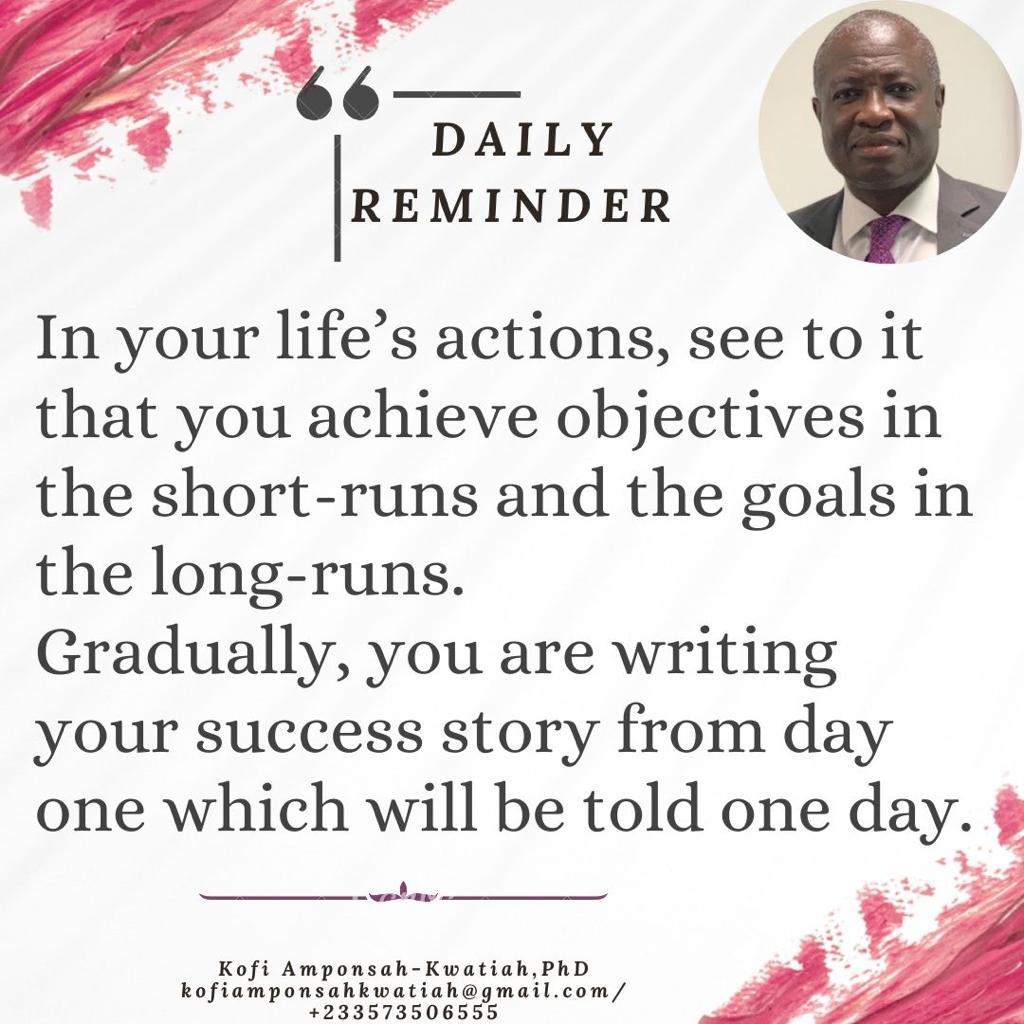 DAILY
REMINDER
In your life’s actions, see to it
that you achieve objectives in
the short-runs and the goals in
the long-runs.
Gradually, you are writing
your success story from day
one which will be told one day.
Kofi Amponsah-Kwatiah,PhD
kofiamponsahkwatiah@gmail.com/
+233573506555